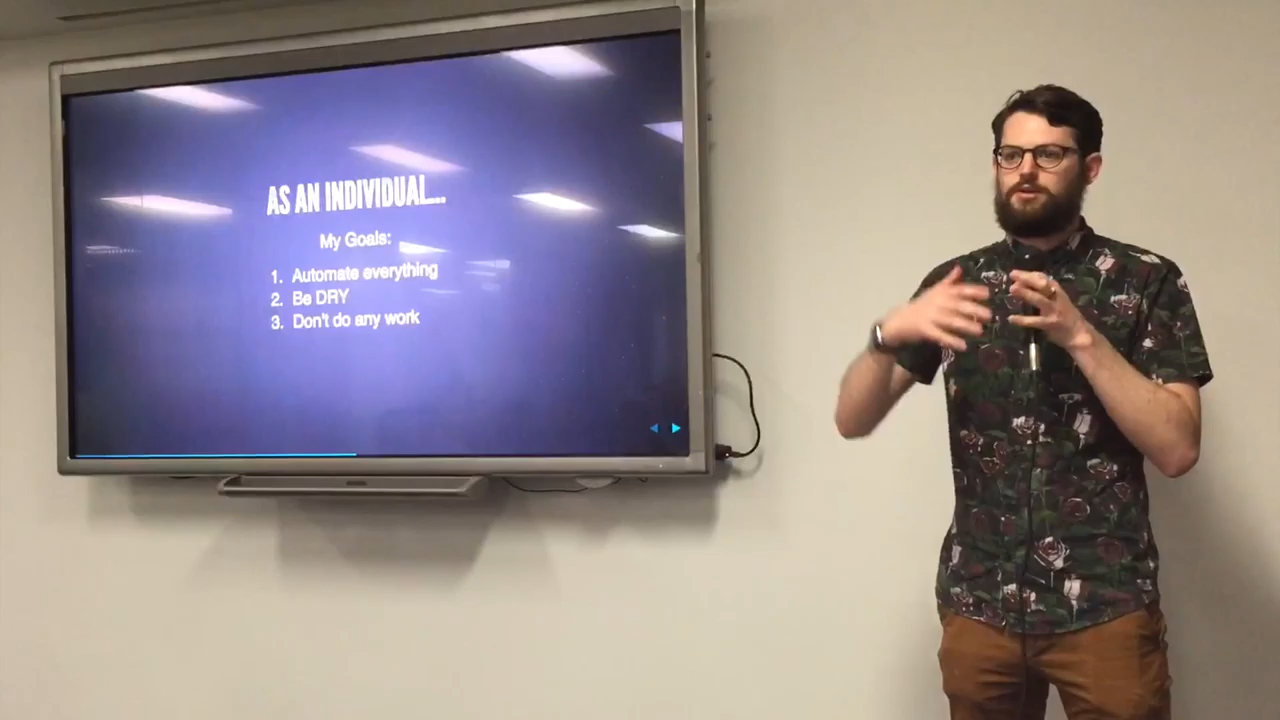 AS AN INDIVIDUAL...
My Goals:
1. Automate everything
2. Be DRY
3. Don't do any work